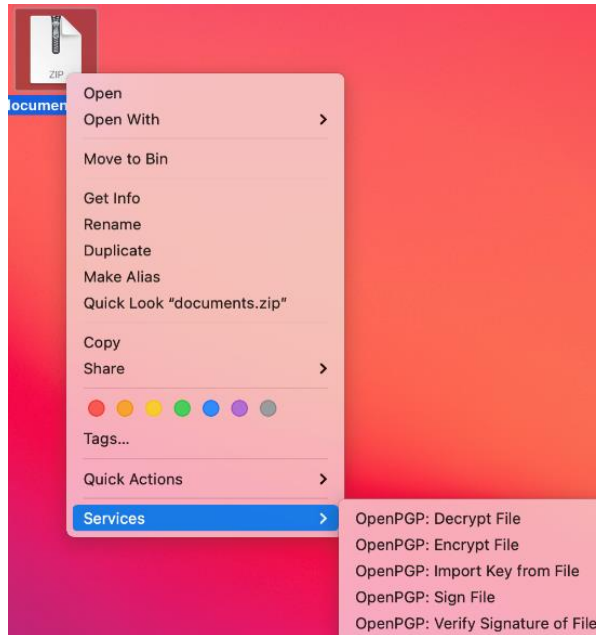 ZIP
documen
Open
Open With
Move to Bin
Get Info
Rename
Duplicate
Make Alias
Quick Look “documents.zip”
Copy
Share
Tags...
Quick Actions
Services
OpenPGP: Decrypt File
OpenPGP: Encrypt File
OpenPGP: Import Key from File
OpenPGP: Sign File
OpenPGP: Verify Signature of File